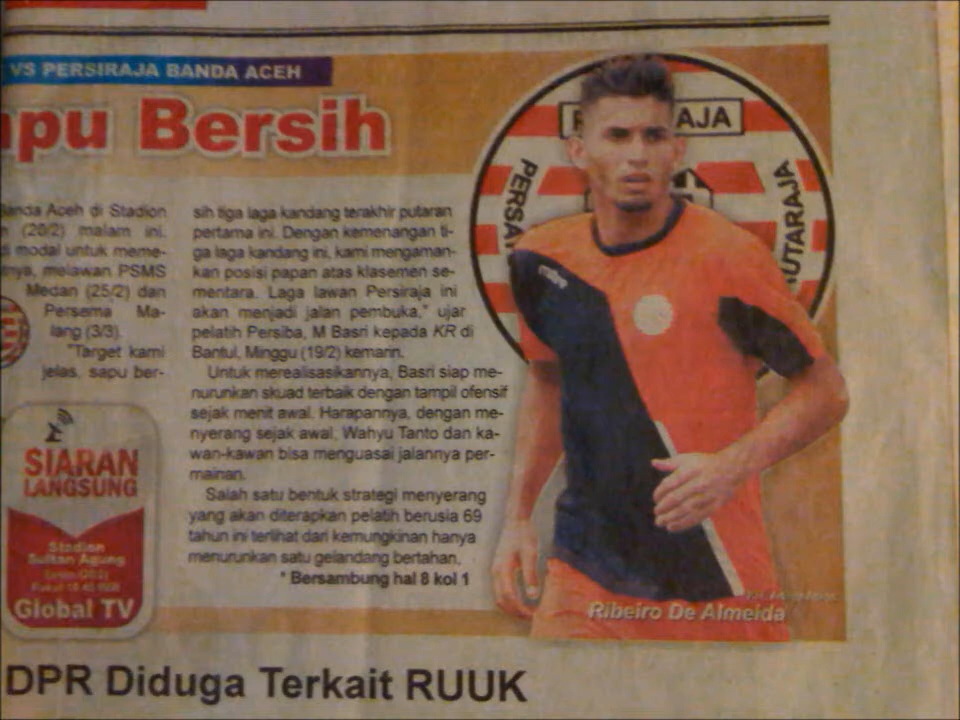 VS PERSIRAJA BANDA ACEH
apu Bersih
Banda Aceh di Stadion
(20/2) malam ini.
di modal untuk meme-
nya, melawan PSMS
Medan (25/2) dan
Persema Ma-
lang (3/3).
"Target kami
jelas, sapu ber-
sih tiga laga kandang terakhir putaran
pertama ini. Dengan kemenangan ti-
ga laga kandang ini, kami mengaman-
kan posisi papan atas klasemen se-
mentara. Laga lawan Persiraja ini
akan menjadi jalan pembuka," ujar
pelatih Persiba, M Basri kepada KR di
Bantul, Minggu (19/2) kemarin.
Untuk merealisasikannya, Basri siap me-
nurunkan skuad terbaik dengan tampil ofensif
sejak menit awal. Harapannya, dengan me-
nyerang sejak awal, Wahyu Tanto dan ka-
wan-kawan bisa menguasai jalannya per-
mainan.
Salah satu bentuk strategi menyerang
yang akan diterapkan pelatih berusia 69
tahun ini terlihat dari kemungkinan hanya
menurunkan satu gelandang bertahan.
* Bersambung hal 8 kol 1
SIARAN
LANGSUNG
Stadion
Sultan Agung
Global TV
P AJA
PERSAT
UTARAJA
Ribeiro De Almeida
DPR Diduga Terkait RUUK